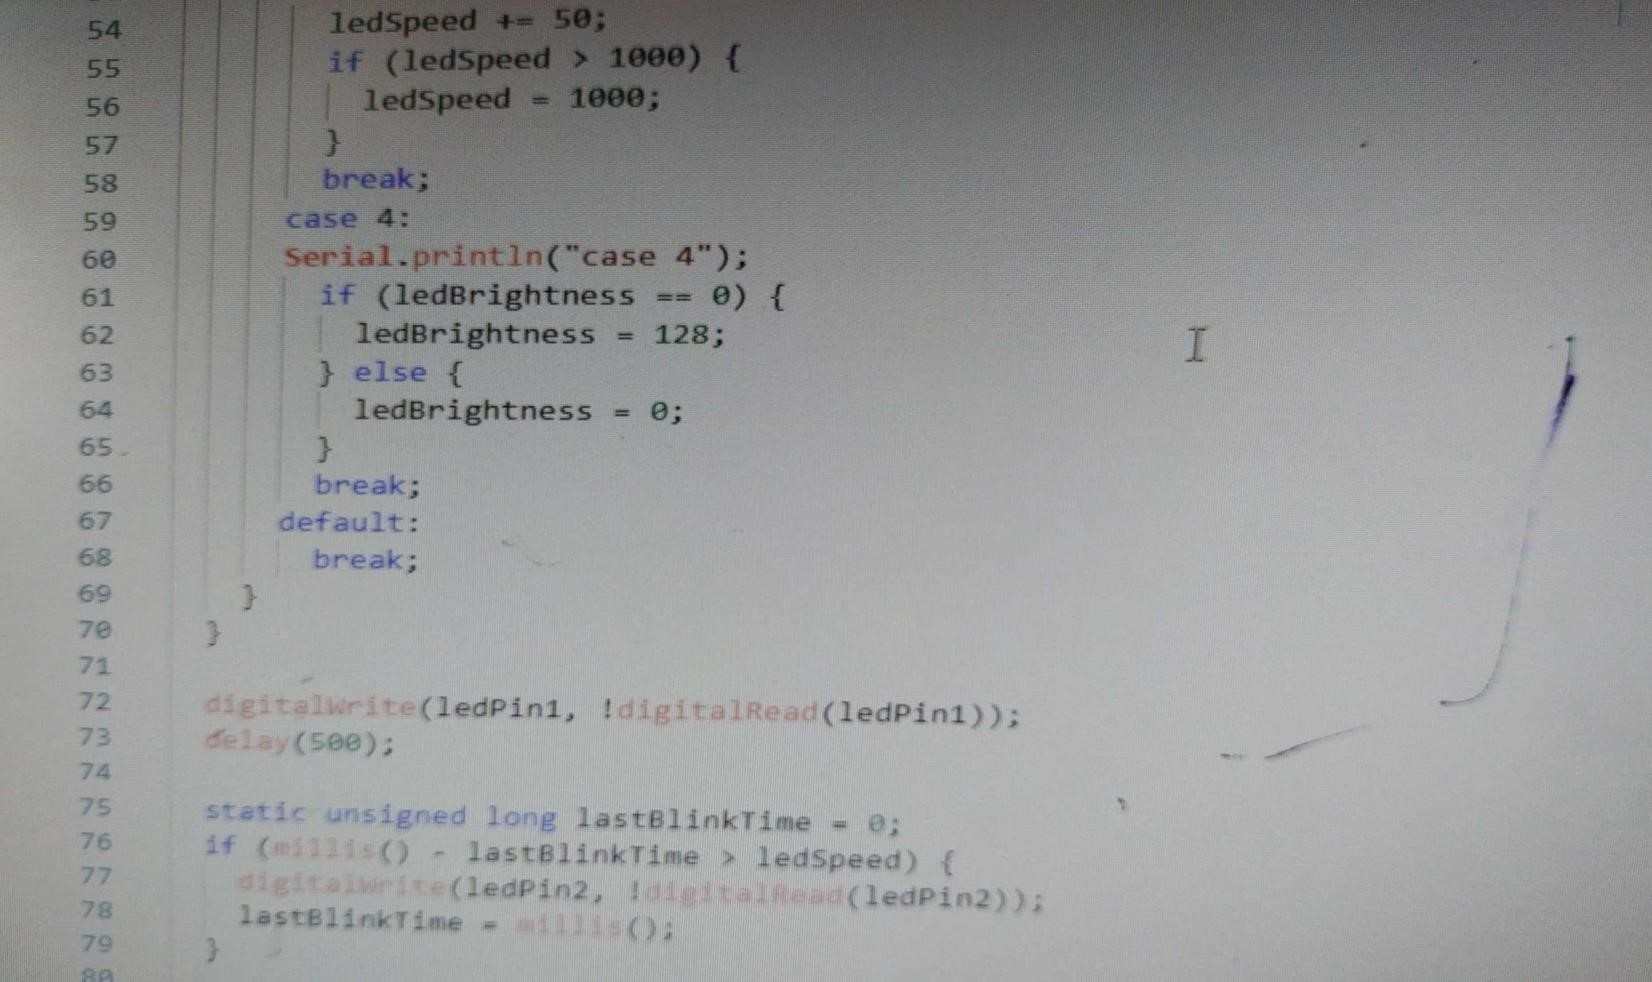 54 ledSpeed += 50;
55 if (ledSpeed > 1000) {
56 ledSpeed = 1000;
57 }
58 break;
59 case 4:
60 Serial.println("case 4");
61 if (ledBrightness == 0) {
62 ledBrightness = 128;
63 } else {
64 ledBrightness = 0;
65 }
66 break;
67 default:
68 break;
69 }
70 }
71
72 digitalWrite(ledPin1, !digitalRead(ledPin1));
73 delay(500);
74
75 static unsigned long lastBlinkTime = 0;
76 if (millis() - lastBlinkTime > ledSpeed) {
77 digitalWrite(ledPin2, !digitalRead(ledPin2));
78 lastBlinkTime = millis();
79 }
80